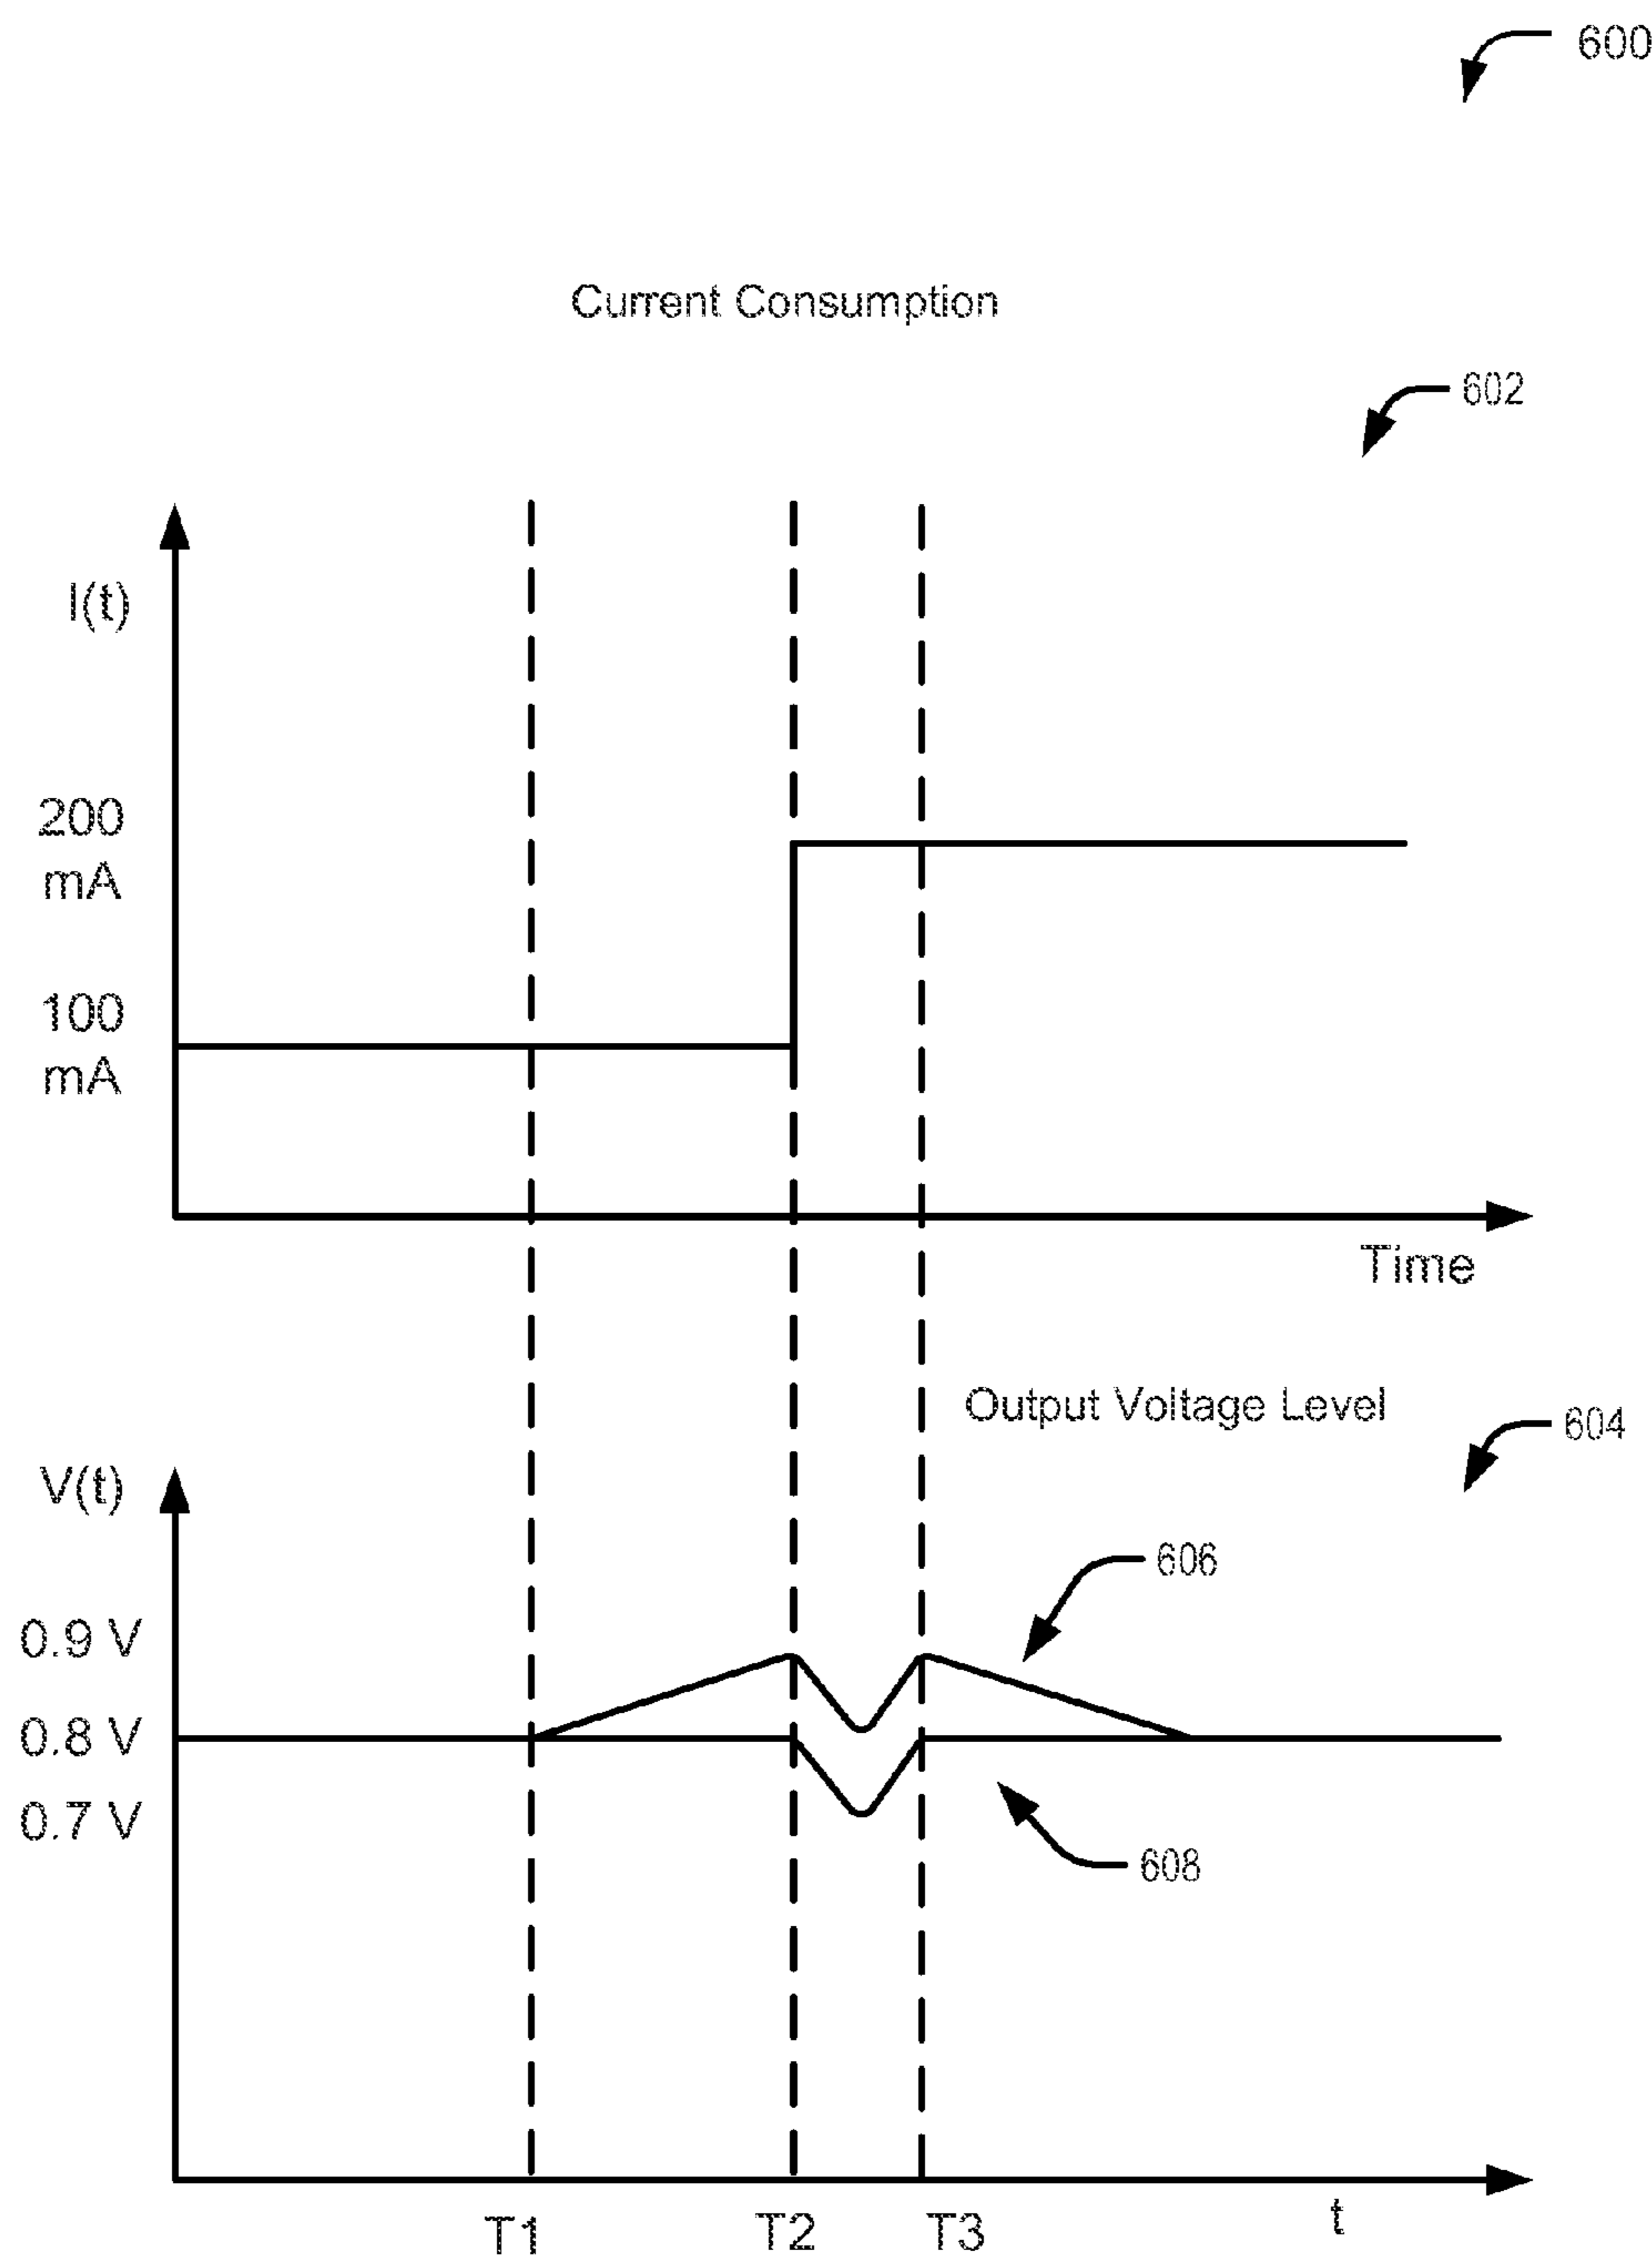 600
Current Consumption
602
I(t)
200
mA
100
mA
Time
Output Voltage Level
604
V(t)
606
0.9 V
0.8 V
0.7 V
608
T1
T2
T3
t